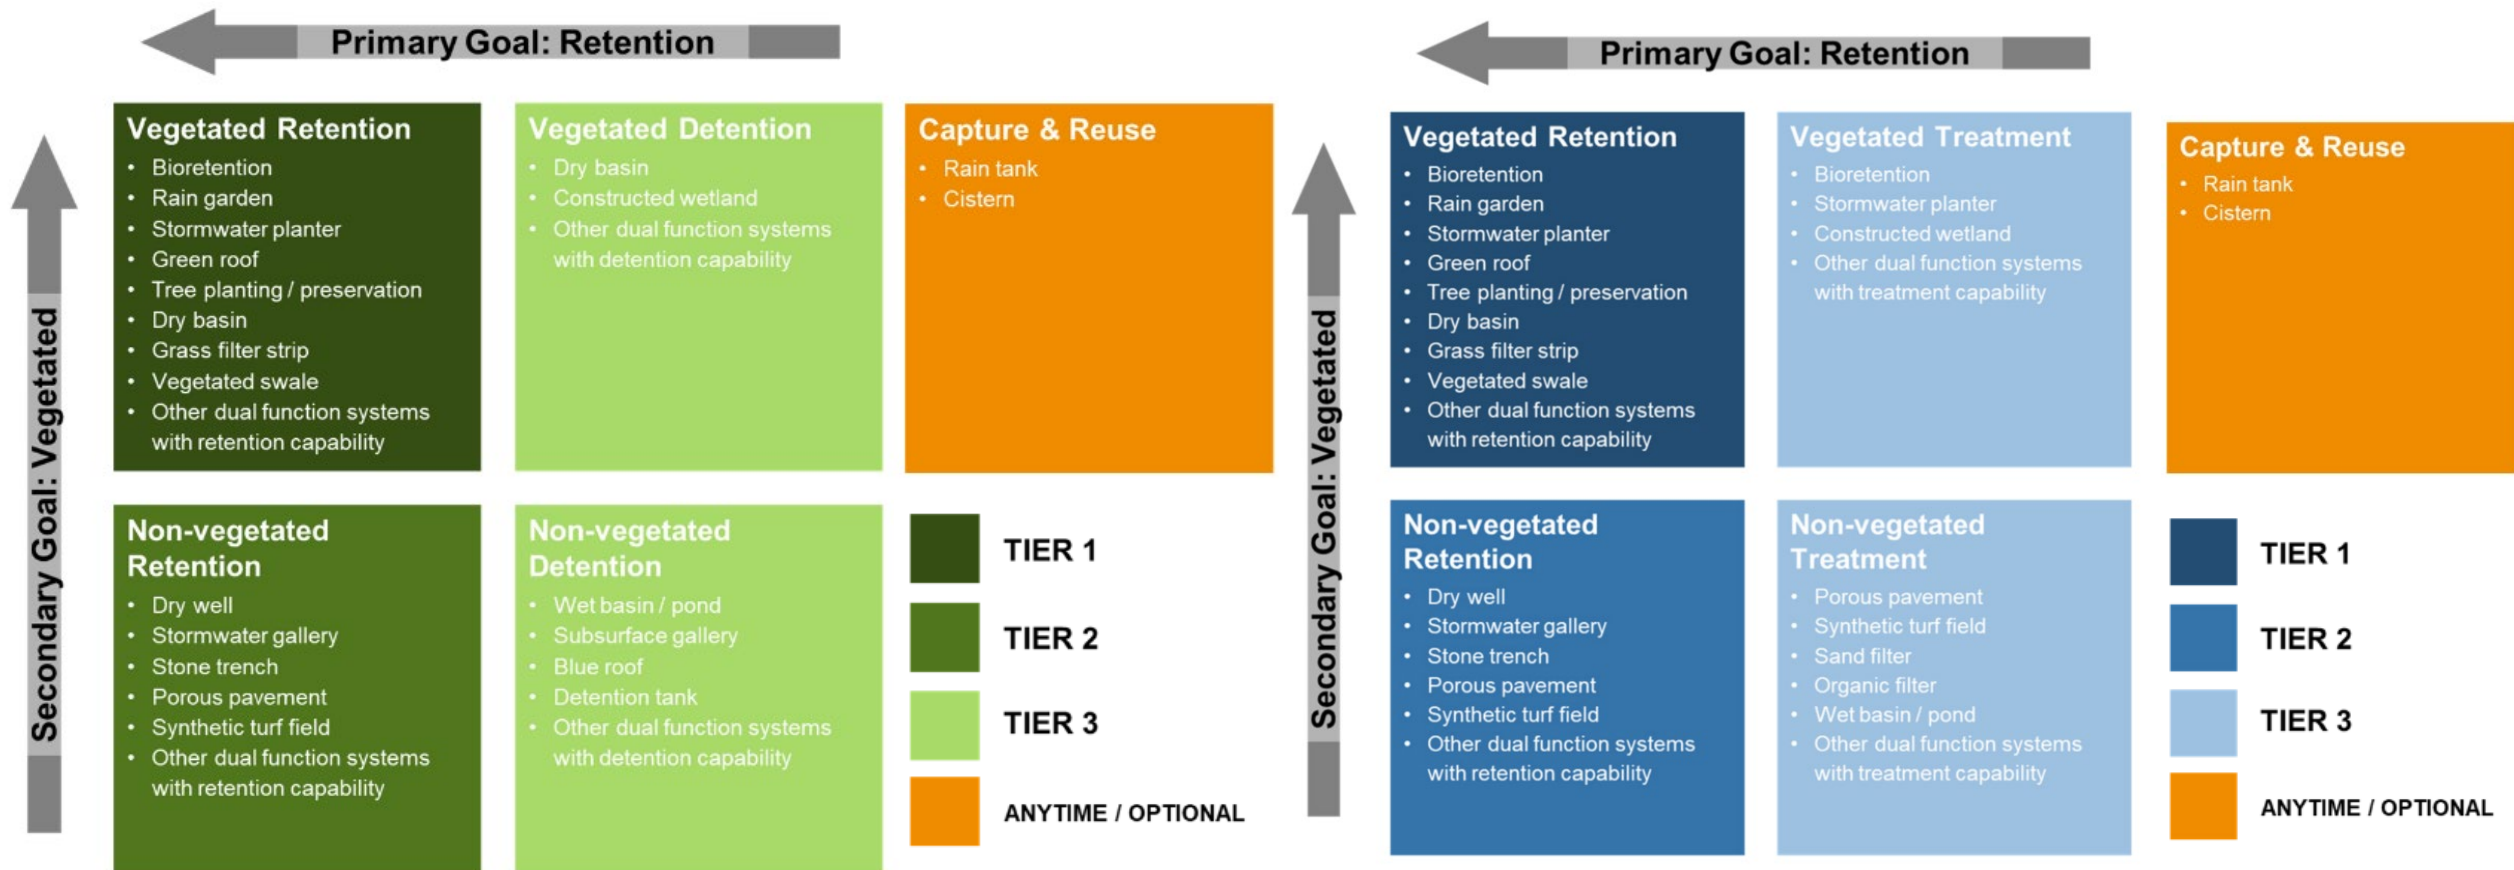 Primary Goal: Retention
Secondary Goal: Vegetated
Vegetated Retention
• Bioretention
• Rain garden
• Stormwater planter
• Green roof
• Tree planting / preservation
• Dry basin
• Grass filter strip
• Vegetated swale
• Other dual function systems
with retention capability
Vegetated Detention
• Dry basin
• Constructed wetland
• Other dual function systems
with detention capability
Capture & Reuse
• Rain tank
• Cistern
Non-vegetated
Retention
• Dry well
• Stormwater gallery
• Stone trench
• Porous pavement
• Synthetic turf field
• Other dual function systems
with retention capability
Non-vegetated
Detention
• Wet basin / pond
• Subsurface gallery
• Blue roof
• Detention tank
• Other dual function systems
with detention capability
TIER 1
TIER 2
TIER 3
ANYTIME / OPTIONAL
Primary Goal: Retention
Secondary Goal: Vegetated
Vegetated Retention
• Bioretention
• Rain garden
• Stormwater planter
• Green roof
• Tree planting / preservation
• Dry basin
• Grass filter strip
• Vegetated swale
• Other dual function systems
with retention capability
Vegetated Treatment
• Bioretention
• Stormwater planter
• Constructed wetland
• Other dual function systems
with treatment capability
Capture & Reuse
• Rain tank
• Cistern
Non-vegetated
Retention
• Dry well
• Stormwater gallery
• Stone trench
• Porous pavement
• Synthetic turf field
• Other dual function systems
with retention capability
Non-vegetated
Treatment
• Porous pavement
• Synthetic turf field
• Sand filter
• Organic filter
• Wet basin / pond
• Other dual function systems
with treatment capability
TIER 1
TIER 2
TIER 3
ANYTIME / OPTIONAL